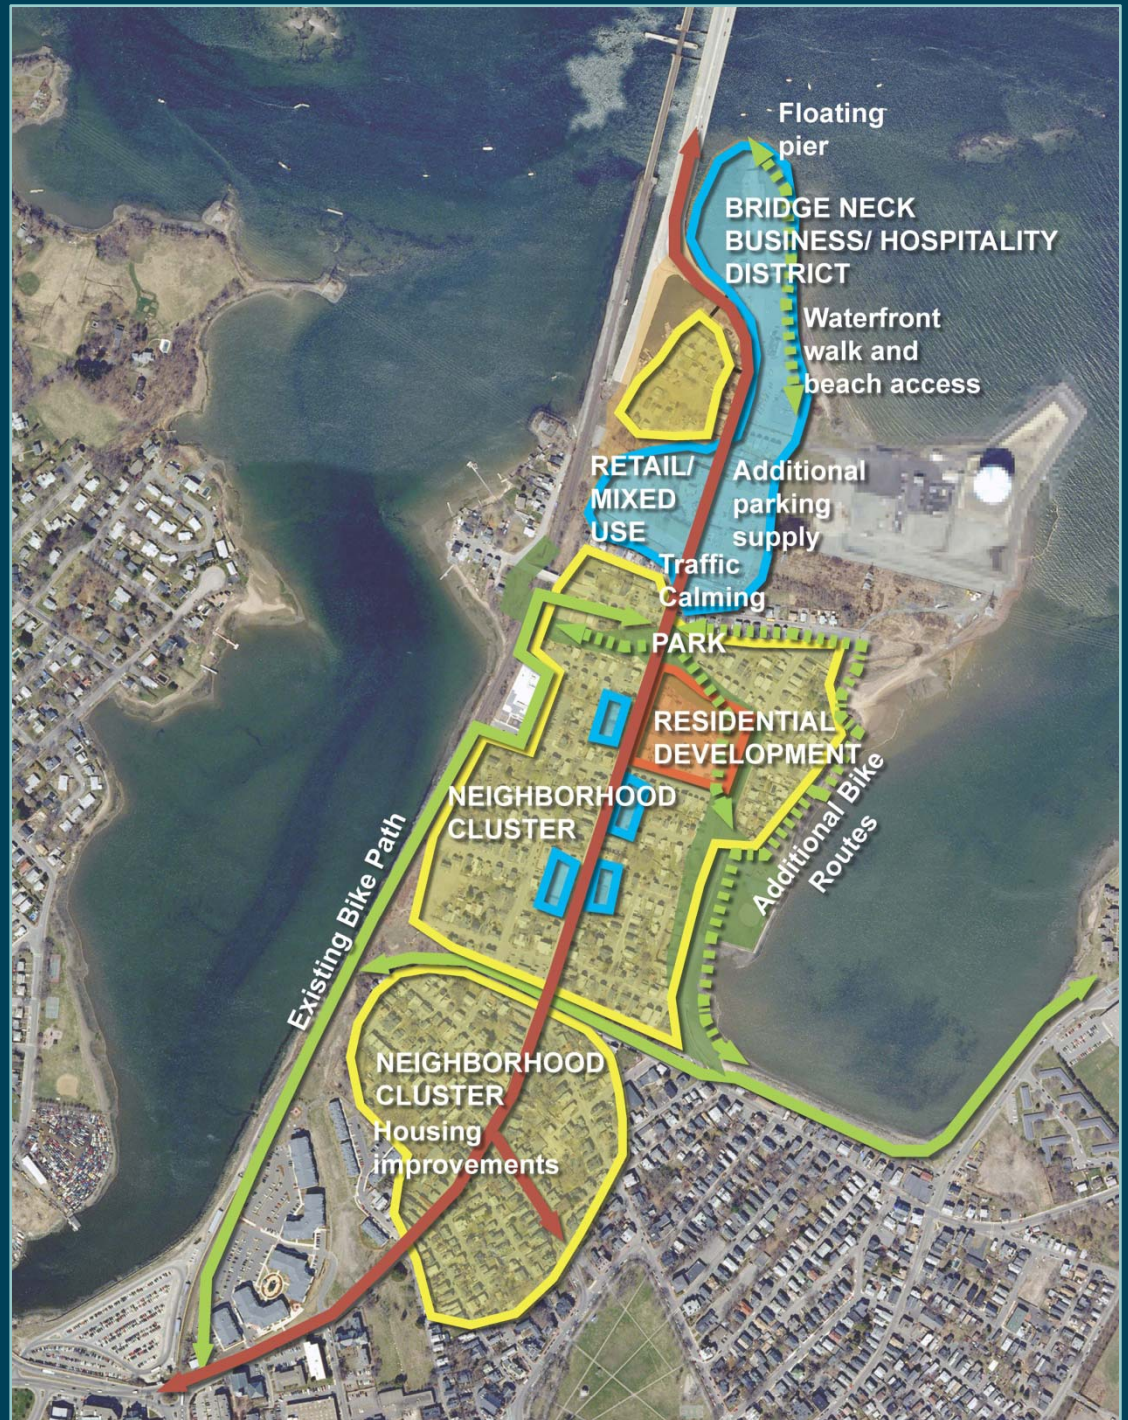 Floating
pier
BRIDGE NECK
BUSINESS/ HOSPITALITY
DISTRICT
Waterfront
walk and
beach access
RETAIL/
MIXED
USE
Additional
parking
supply
Traffic
Calming
PARK
RESIDENTIAL
DEVELOPMENT
NEIGHBORHOOD
CLUSTER
Additional Bike
Routes
Existing Bike Path
NEIGHBORHOOD
CLUSTER
Housing
improvements